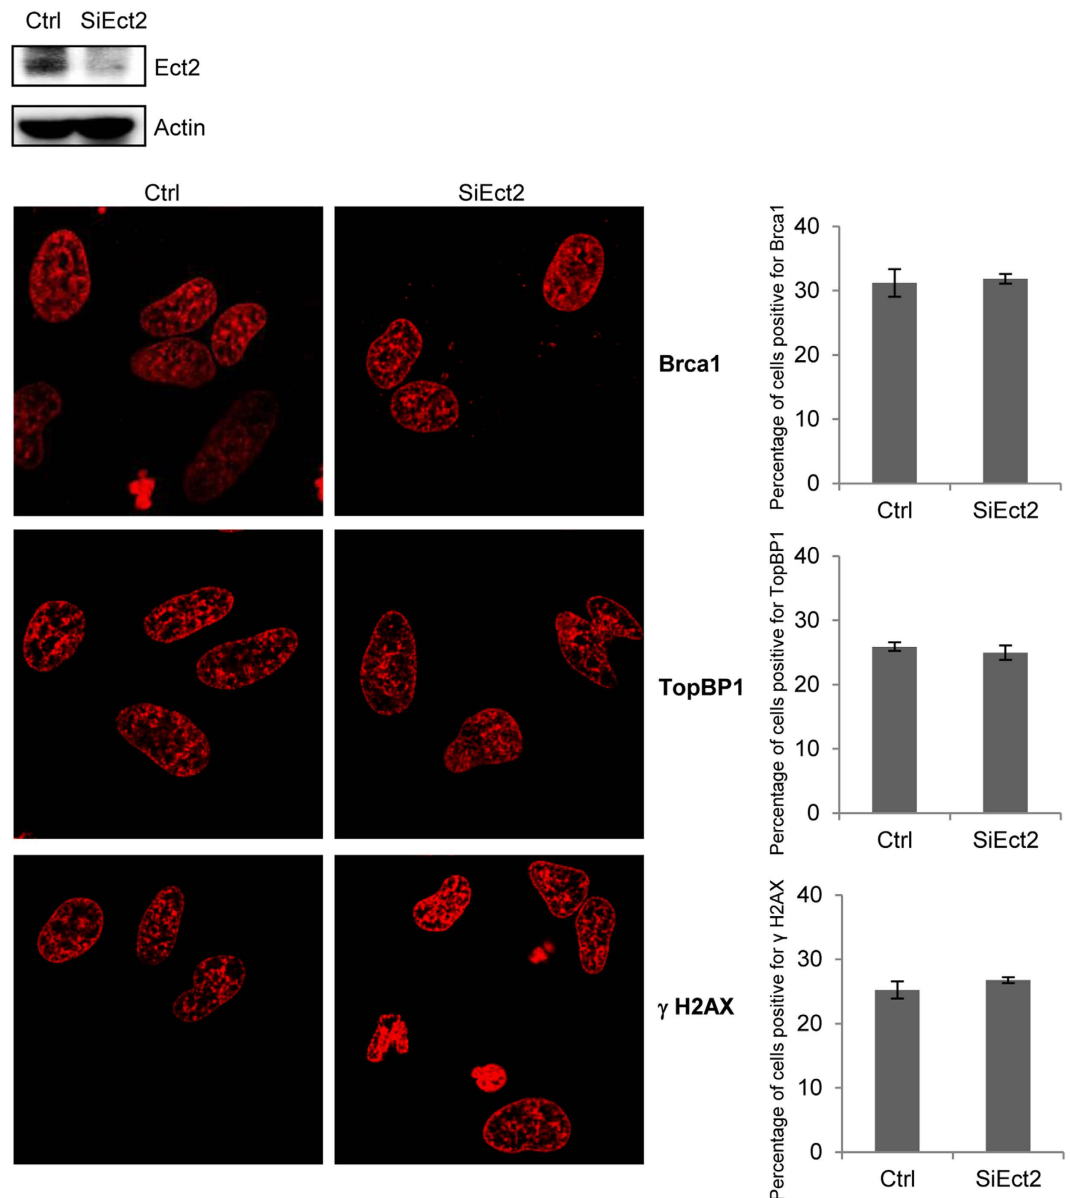 Ctrl SiEct2
Ect2
Actin
Ctrl SiEct2
Brca1
Percentage of cells positive for Brca1
40
30
20
10
0
Ctrl SiEct2
TopBP1
Percentage of cells positive for TopBP1
40
30
20
10
0
Ctrl SiEct2
γ H2AX
Percentage of cells positive for γ H2AX
40
30
20
10
0
Ctrl SiEct2